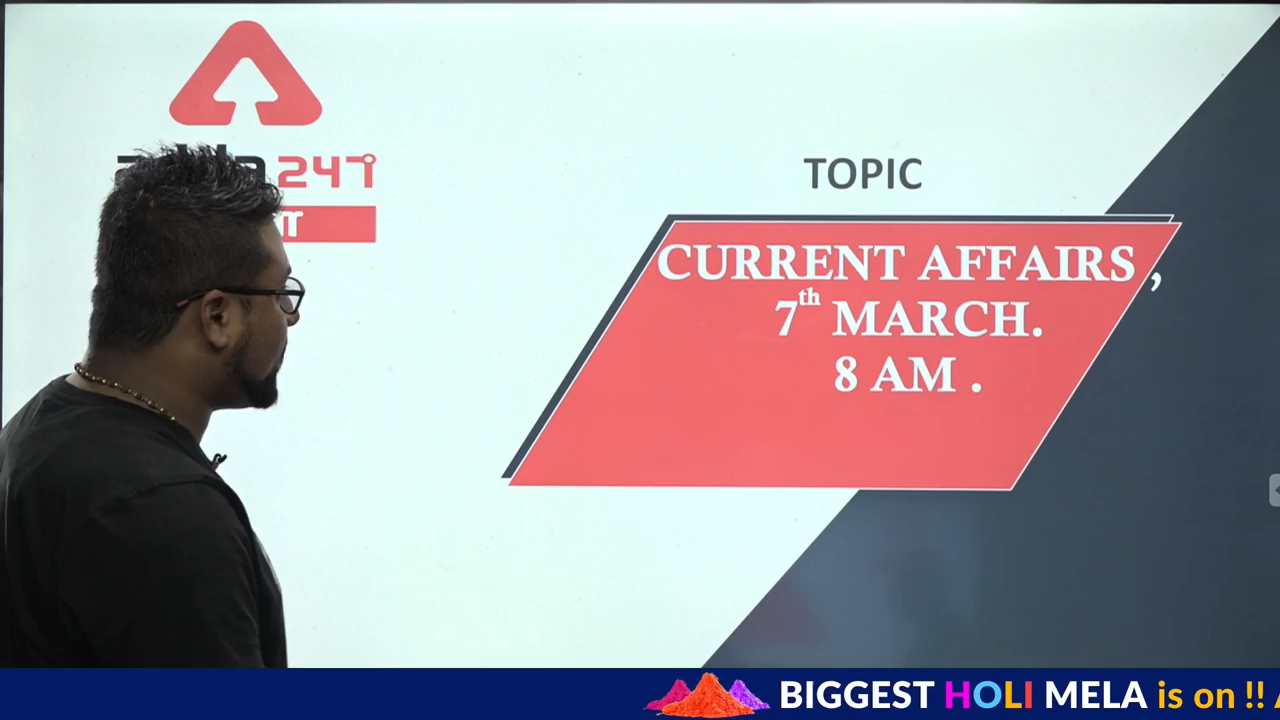 247
TOPIC
CURRENT AFFAIRS ,
7th MARCH.
8 AM .
BIGGEST HOLI MELA is on !!